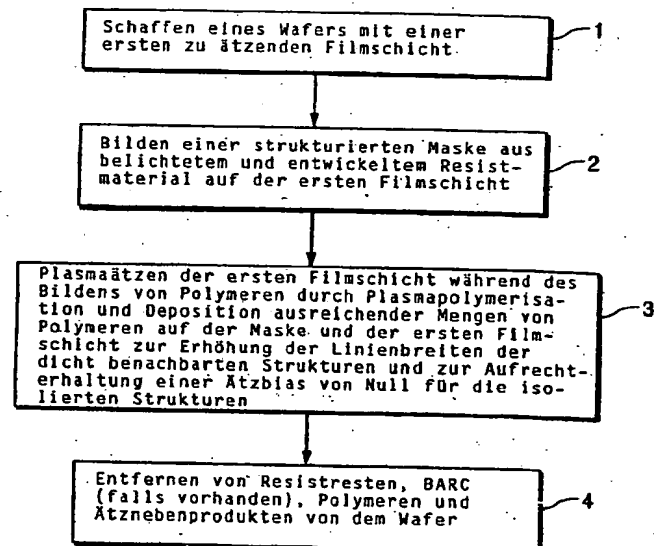 Schaffen eines Wafers mit einer
ersten zu ätzenden Filmschicht
1
Bilden einer strukturierten Maske aus
belichtetem und entwickeltem Resist-
material auf der ersten Filmschicht
2
Plasmaätzen der ersten Filmschicht während des
Bildens von Polymeren durch Plasmapolymerisa-
tion und Deposition ausreichender Mengen von
Polymeren auf der Maske und der ersten Film-
schicht zur Erhöhung der Linienbreiten der
dicht benachbarten Strukturen und zur Aufrecht-
erhaltung einer Ätzbias von Null für die iso-
lierten Strukturen
3
Entfernen von Resistresten, BARC
(falls vorhanden), Polymeren und
Ätznebenprodukten von dem Wafer
4